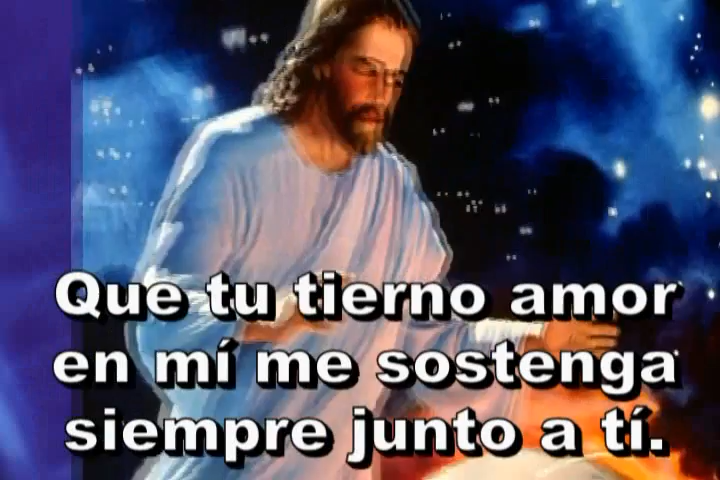 Que tu tierno amor
en mí me sostenga
siempre junto a tí.